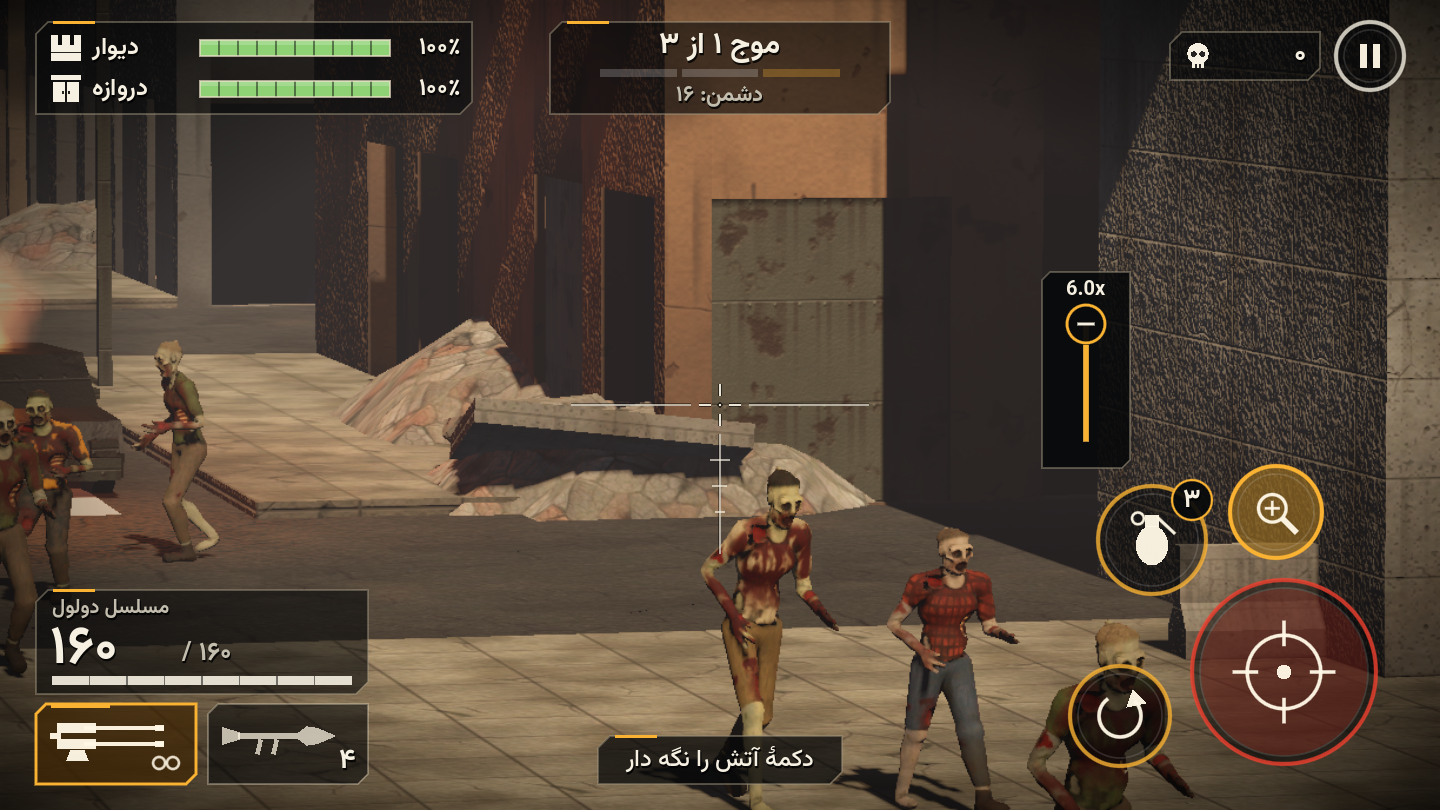 دیوار ۱۰۰٪
دروازه ۱۰۰٪
موج ۱ از ۳
دشمن: ۱۶
۰
6.0x
۳
مسلسل دولول
۱۶۰ / ۱۶۰
∞
۴
دکمهٔ آتش را نگه دار